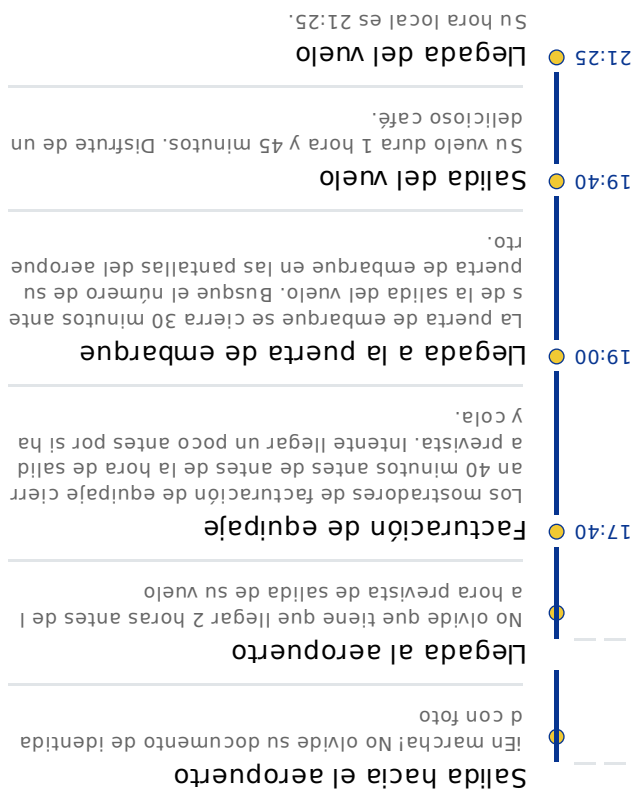 Salida hacia el aeropuerto
¡En marcha! No olvide su documento de identida
d con foto
Llegada al aeropuerto
No olvide que tiene que llegar 2 horas antes de l
a hora prevista de salida de su vuelo
17:40
Facturación de equipaje
Los mostradores de facturación de equipaje cierr
an 40 minutos antes de antes de la hora de salid
a prevista. Intente llegar un poco antes por si ha
y cola.
19:00
Llegada a la puerta de embarque
La puerta de embarque se cierra 30 minutos ante
s de la salida del vuelo. Busque el número de su
puerta de embarque en las pantallas del aeropue
rto.
19:40
Salida del vuelo
Su vuelo dura 1 hora y 45 minutos. Disfrute de un
delicioso café.
21:25
Llegada del vuelo
Su hora local es 21:25.